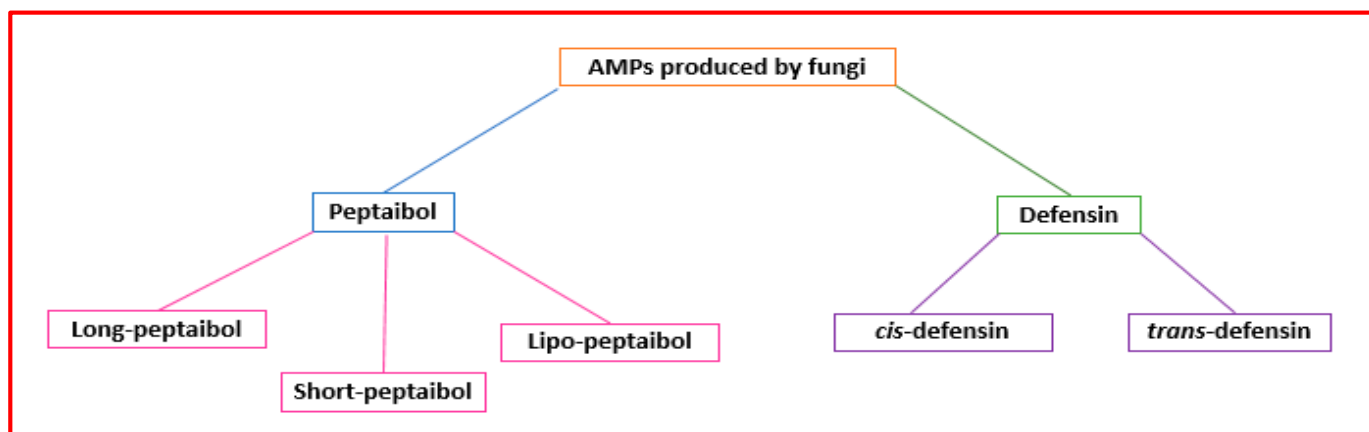 AMPs produced by fungi
Peptaibol
Defensin
Long-peptaibol
Short-peptaibol
Lipo-peptaibol
cis-defensin
trans-defensin